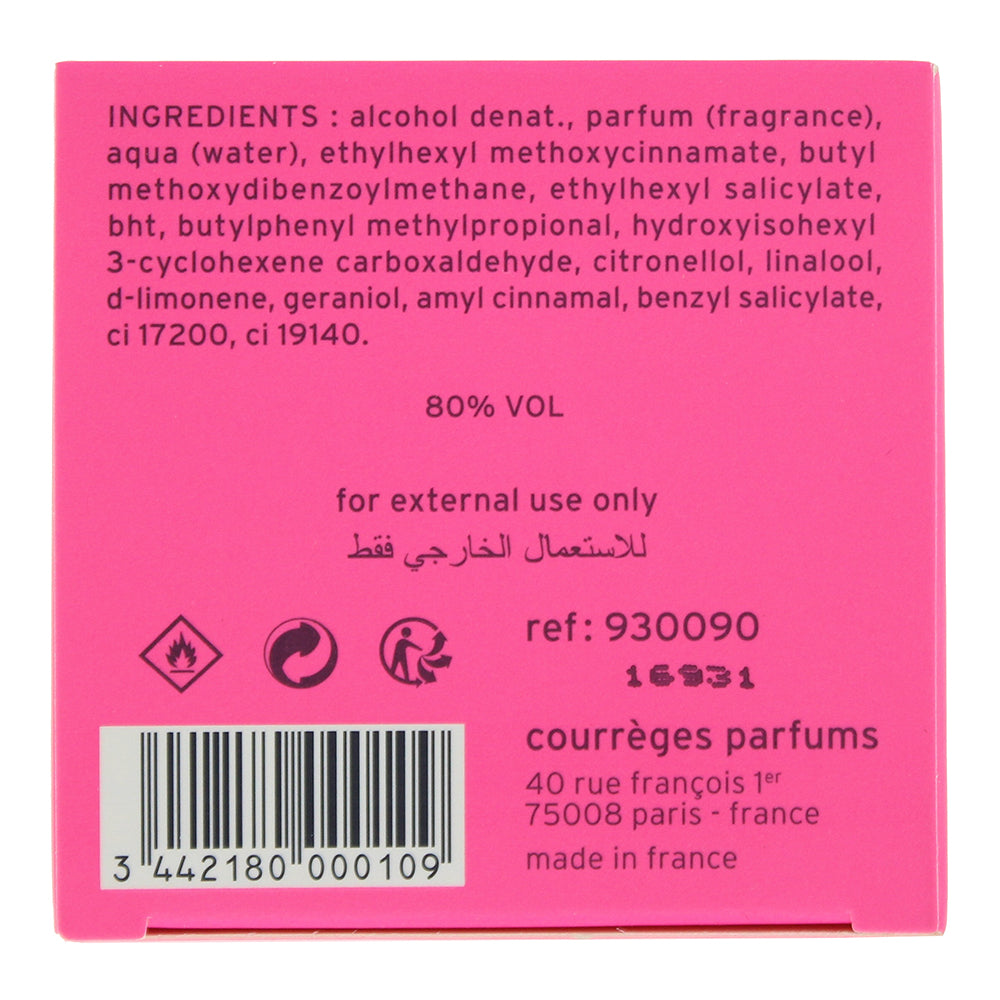 INGREDIENTS : alcohol denat., parfum (fragrance),
aqua (water), ethylhexyl methoxycinnamate, butyl
methoxydibenzoylmethane, ethylhexyl salicylate,
bht, butylphenyl methylpropional, hydroxyisohexyl
3-cyclohexene carboxaldehyde, citronellol, linalool,
d-limonene, geraniol, amyl cinnamal, benzyl salicylate,
ci 17200, ci 19140.
80% VOL
for external use only
للاستعمال الخارجي فقط
ref: 930090
16931
courrèges parfums
40 rue françois 1er
75008 paris - france
made in france
3 442180 000109